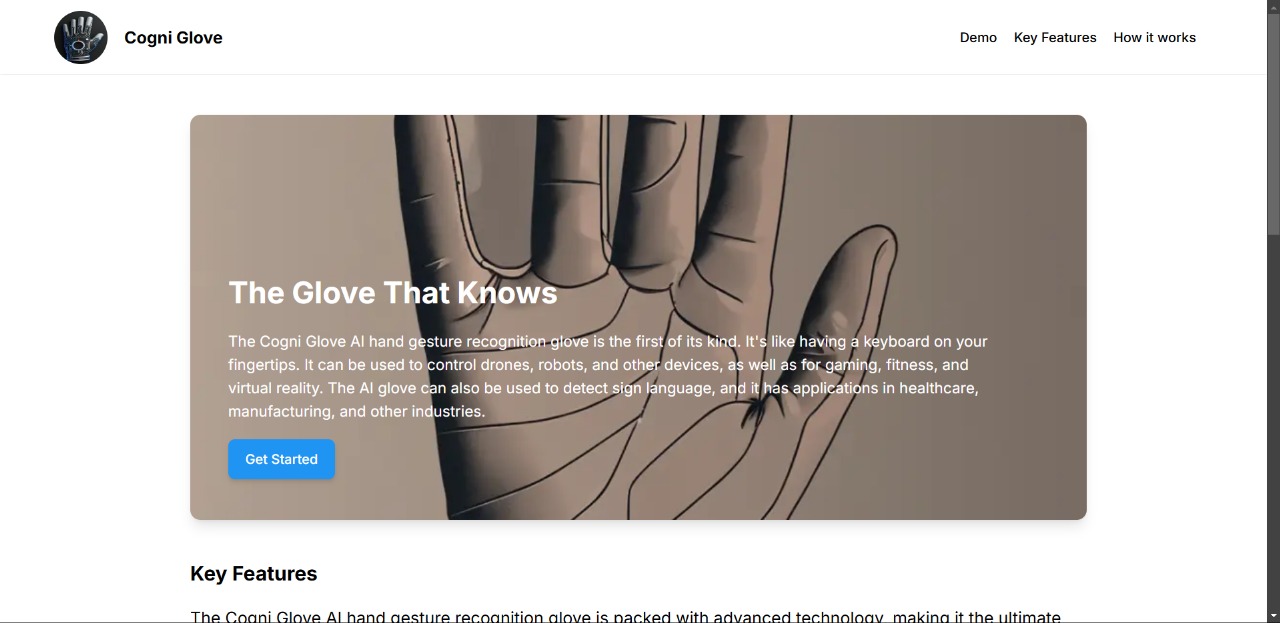 Cogni Glove
Demo
Key Features
How it works
The Glove That Knows
The Cogni Glove AI hand gesture recognition glove is the first of its kind. It's like having a keyboard on your
fingertips. It can be used to control drones, robots, and other devices, as well as for gaming, fitness, and
virtual reality. The AI glove can also be used to detect sign language, and it has applications in healthcare,
manufacturing, and other industries.
Get Started
Key Features
The Cogni Glove AI hand gesture recognition glove is packed with advanced technology, making it the ultimate